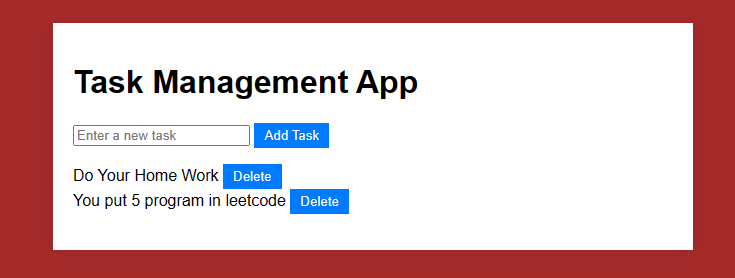 Task Management App
Enter a new task Add Task
Do Your Home Work Delete
You put 5 program in leetcode Delete